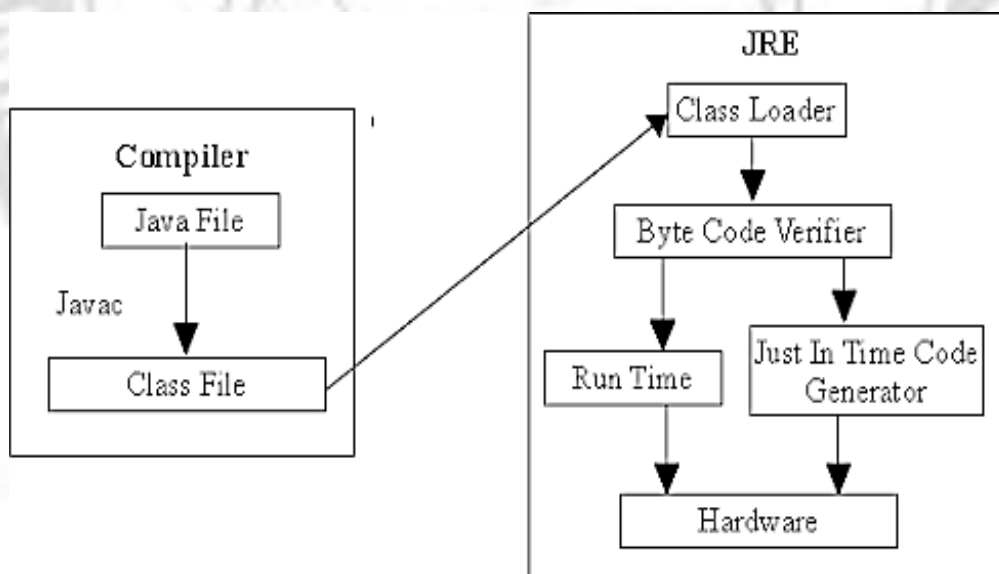 Compiler
Java File
Javac
Class File
JRE
Class Loader
Byte Code Verifier
Run Time
Just In Time Code
Generator
Hardware